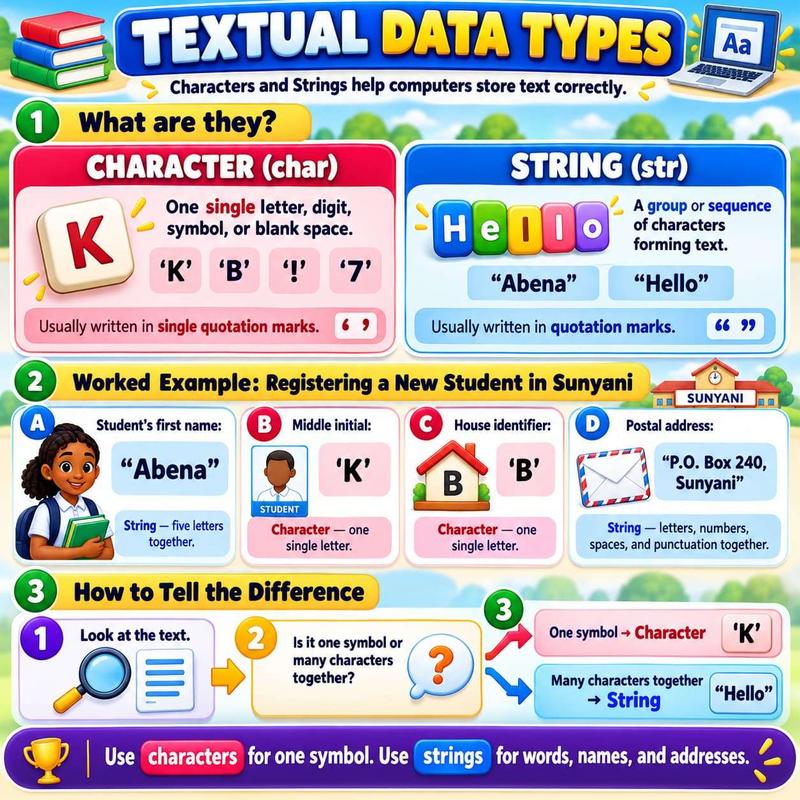 TEXTUAL DATA TYPES
Aa
Characters and Strings help computers store text correctly.
1 What are they?
CHARACTER (char)
K
One single letter, digit,
symbol, or blank space.
‘K’ ‘B’ ‘!’ ‘7’
Usually written in single quotation marks. ‘ ’
STRING (str)
Hello
A group or sequence
of characters
forming text.
“Abena” “Hello”
Usually written in quotation marks. “ ”
2 Worked Example: Registering a New Student in Sunyani
SUNYANI
A Student’s first name:
“Abena”
String — five letters
together.
B Middle initial:
STUDENT
‘K’
Character — one
single letter.
C House identifier:
B
‘B’
Character — one
single letter.
D Postal address:
“P.O. Box 240,
Sunyani”
String — letters, numbers,
spaces, and punctuation together.
3 How to Tell the Difference
1 Look at the text.
2 Is it one symbol or
many characters
together?
?
3
One symbol → Character ‘K’
Many characters together
→ String “Hello”
Use characters for one symbol. Use strings for words, names, and addresses.